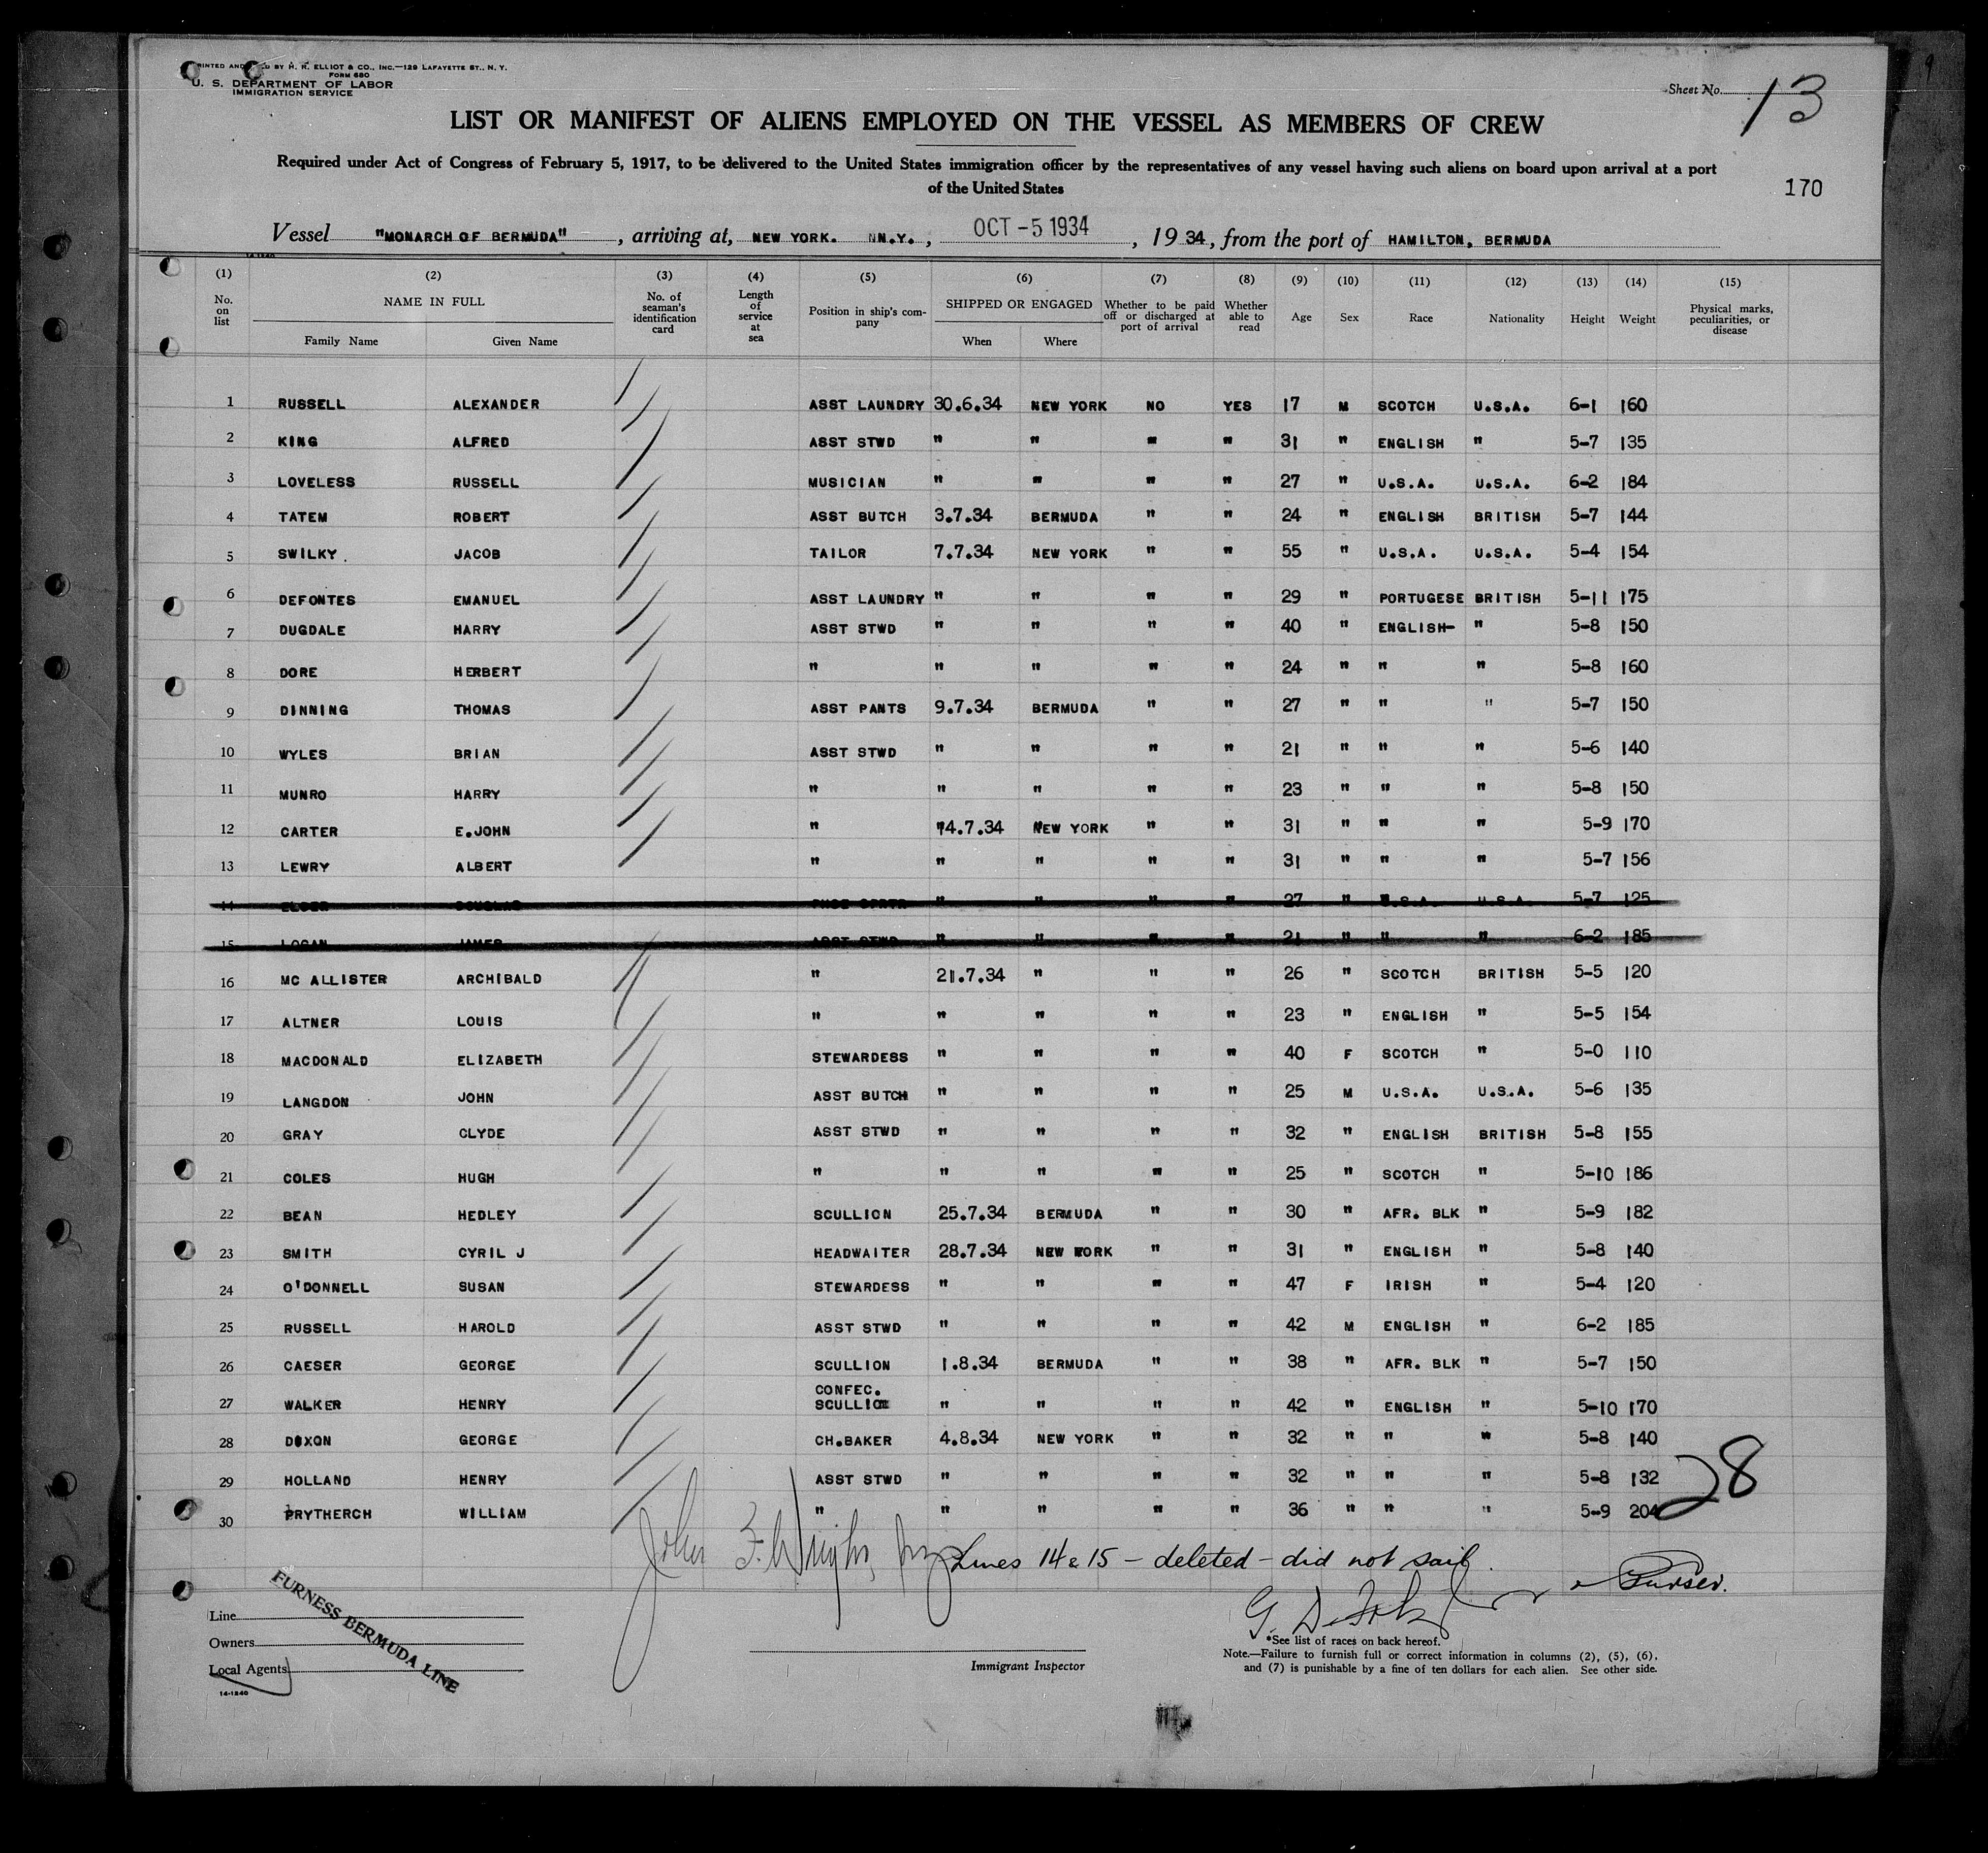 PRINTED AND SOLD BY H. R. ELLIOT & CO., INC.—129 LAFAYETTE ST., N. Y.
FORM 680
U. S. DEPARTMENT OF LABOR
IMMIGRATION SERVICE
Sheet No. 13
LIST OR MANIFEST OF ALIENS EMPLOYED ON THE VESSEL AS MEMBERS OF CREW
Required under Act of Congress of February 5, 1917, to be delivered to the United States immigration officer by the representatives of any vessel having such aliens on board upon arrival at a port
of the United States
170
Vessel "MONARCH OF BERMUDA", arriving at, NEW YORK. N.Y., OCT -5 1934, 1934, from the port of HAMILTON, BERMUDA
14-1240
(1) (2) (3) (4) (5) (6) (7) (8) (9) (10) (11) (12) (13) (14) (15)
No. on list NAME IN FULL Family Name Given Name No. of seaman's identification card Length of service at sea Position in ship's company SHIPPED OR ENGAGED When Where Whether to be paid off or discharged at port of arrival Whether able to read Age Sex Race Nationality Height Weight Physical marks, peculiarities, or disease
1 RUSSELL ALEXANDER ASST LAUNDRY 30.6.34 NEW YORK NO YES 17 M SCOTCH U.S.A. 6-1 160
2 KING ALFRED ASST STWD " " " " 31 " ENGLISH " 5-7 135
3 LOVELESS RUSSELL MUSICIAN " " " " 27 " U.S.A. U.S.A. 6-2 184
4 TATEM ROBERT ASST BUTCH 3.7.34 BERMUDA " " 24 " ENGLISH BRITISH 5-7 144
5 SWILKY. JACOB TAILOR 7.7.34 NEW YORK " " 55 " U.S.A. U.S.A. 5-4 154
6 DEFONTES EMANUEL ASST LAUNDRY " " " " 29 " PORTUGESE BRITISH 5-11 175
7 DUGDALE HARRY ASST STWD " " " " 40 " ENGLISH- " 5-8 150
8 DORE HERBERT " " " " " 24 " " " 5-8 160
9 DINNING THOMAS ASST PANTS 9.7.34 BERMUDA " " 27 " " " 5-7 150
10 WYLES BRIAN ASST STWD " " " " 21 " " " 5-6 140
11 MUNRO HARRY " " " " " 23 " " " 5-8 150
12 CARTER E.JOHN " 14.7.34 NEW YORK " " 31 " " " 5-9 170
13 LEWRY ALBERT " " " " " 31 " " " 5-7 156
14 ELDER DOUGLAS " " " " 27 " U.S.A. U.S.A. 5-7 125
15 LOGAN JAMES ASST STWD " " " " 21 " " " 6-2 185
16 MC ALLISTER ARCHIBALD " 21.7.34 " " " 26 " SCOTCH BRITISH 5-5 120
17 ALTNER LOUIS " " " " " 23 " ENGLISH " 5-5 154
18 MACDONALD ELIZABETH STEWARDESS " " " " 40 F SCOTCH " 5-0 110
19 LANGDON JOHN ASST BUTCH " " " " 25 M U.S.A. U.S.A. 5-6 135
20 GRAY CLYDE ASST STWD " " " " 32 " ENGLISH BRITISH 5-8 155
21 COLES HUGH " " " " " 25 " SCOTCH " 5-10 186
22 BEAN HEDLEY SCULLION 25.7.34 BERMUDA " " 30 " AFR. BLK " 5-9 182
23 SMITH CYRIL J HEADWAITER 28.7.34 NEW YORK " " 31 " ENGLISH " 5-8 140
24 O'DONNELL SUSAN STEWARDESS " " " " 47 F IRISH " 5-4 120
25 RUSSELL HAROLD ASST STWD " " " " 42 M ENGLISH " 6-2 185
26 CAESER GEORGE SCULLION 1.8.34 BERMUDA " " 38 " AFR. BLK " 5-7 150
27 WALKER HENRY CONFEC. SCULLION " " " " 42 " ENGLISH " 5-10 170
28 DIXON GEORGE CH.BAKER 4.8.34 NEW YORK " " 32 " " " 5-8 140
29 HOLLAND HENRY ASST STWD " " " " 32 " " " 5-8 132
30 PRYTHERCH WILLIAM " " " " " 36 " " " 5-9 204
28
John F. Wright
Lines 14 & 15 - deleted - did not sail.
Purser.
FURNESS BERMUDA LINE
Line
Owners
Local Agents
14-1240
Immigrant Inspector
*See list of races on back hereof.
Note.—Failure to furnish full or correct information in columns (2), (5), (6),
and (7) is punishable by a fine of ten dollars for each alien. See other side.